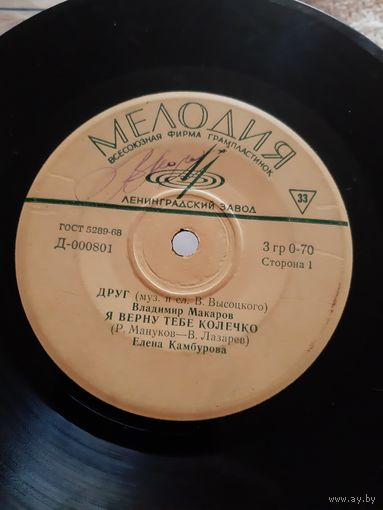 МЕЛОДИЯ
ВСЕСОЮЗНАЯ ФИРМА ГРАМПЛАСТИНОК
ЛЕНИНГРАДСКИЙ ЗАВОД
33
ГОСТ 5289-68
Д-000801
3 гр 0-70
Сторона 1
ДРУГ (муз. и сл. В. Высоцкого)
Владимир Макаров
Я ВЕРНУ ТЕБЕ КОЛЕЧКО
(Р. Мануков—В. Лазарев)
Елена Камбурова
www.ay.by